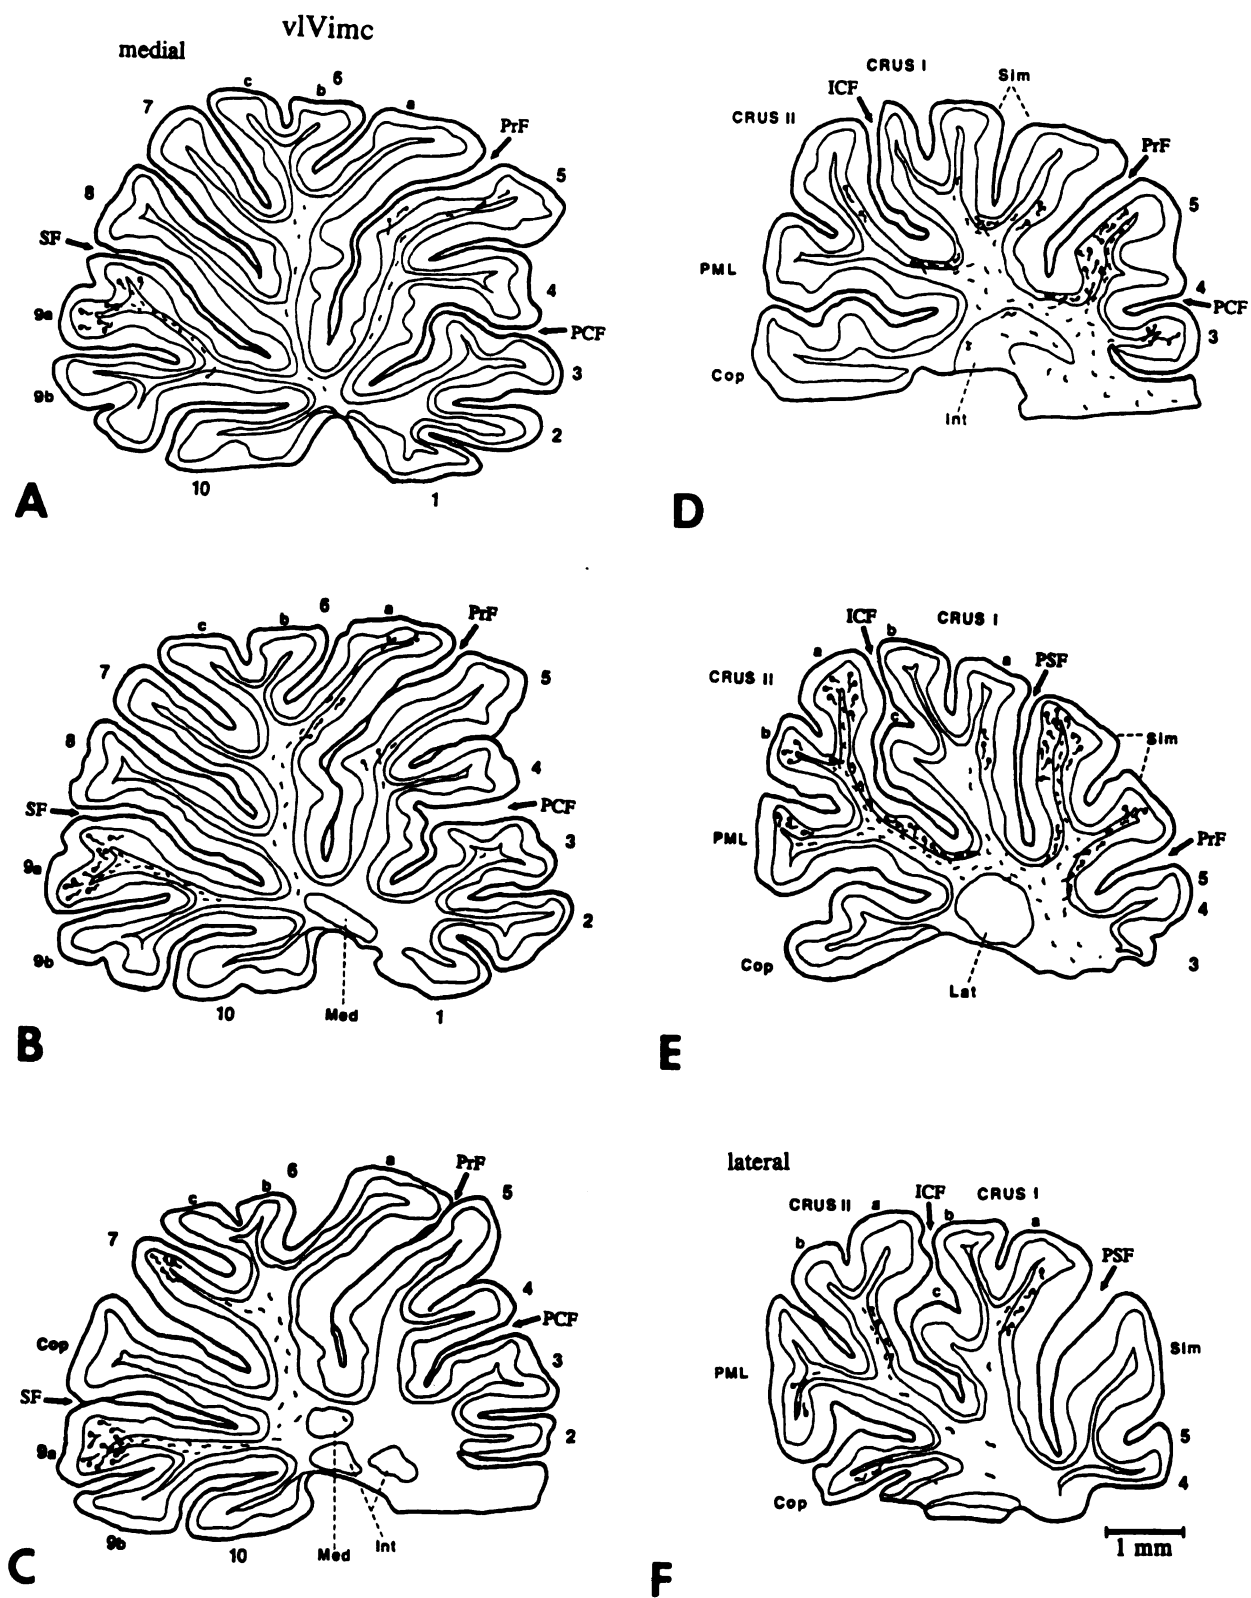 vlVimc
medial
c
6
b
a
7
PrF
5
8
SF
4
9a
PCF
3
9b
2
10
1
A
CRUS I
Sim
ICF
CRUS II
PrF
5
PML
4
PCF
3
Cop
Int
D
6
a
PrF
c
b
7
5
8
4
SF
PCF
3
9a
2
9b
10
Med
1
B
ICF
b
CRUS I
a
a
PSF
CRUS II
c
b
Sim
PML
PrF
5
4
Cop
3
Lat
E
6
a
PrF
c
b
5
7
4
PCF
Cop
3
SF
2
9a
9b
10
Med
Int
C
lateral
CRUS II
a
ICF
b
CRUS I
a
b
PSF
c
Sim
PML
5
4
Cop
1 mm
F